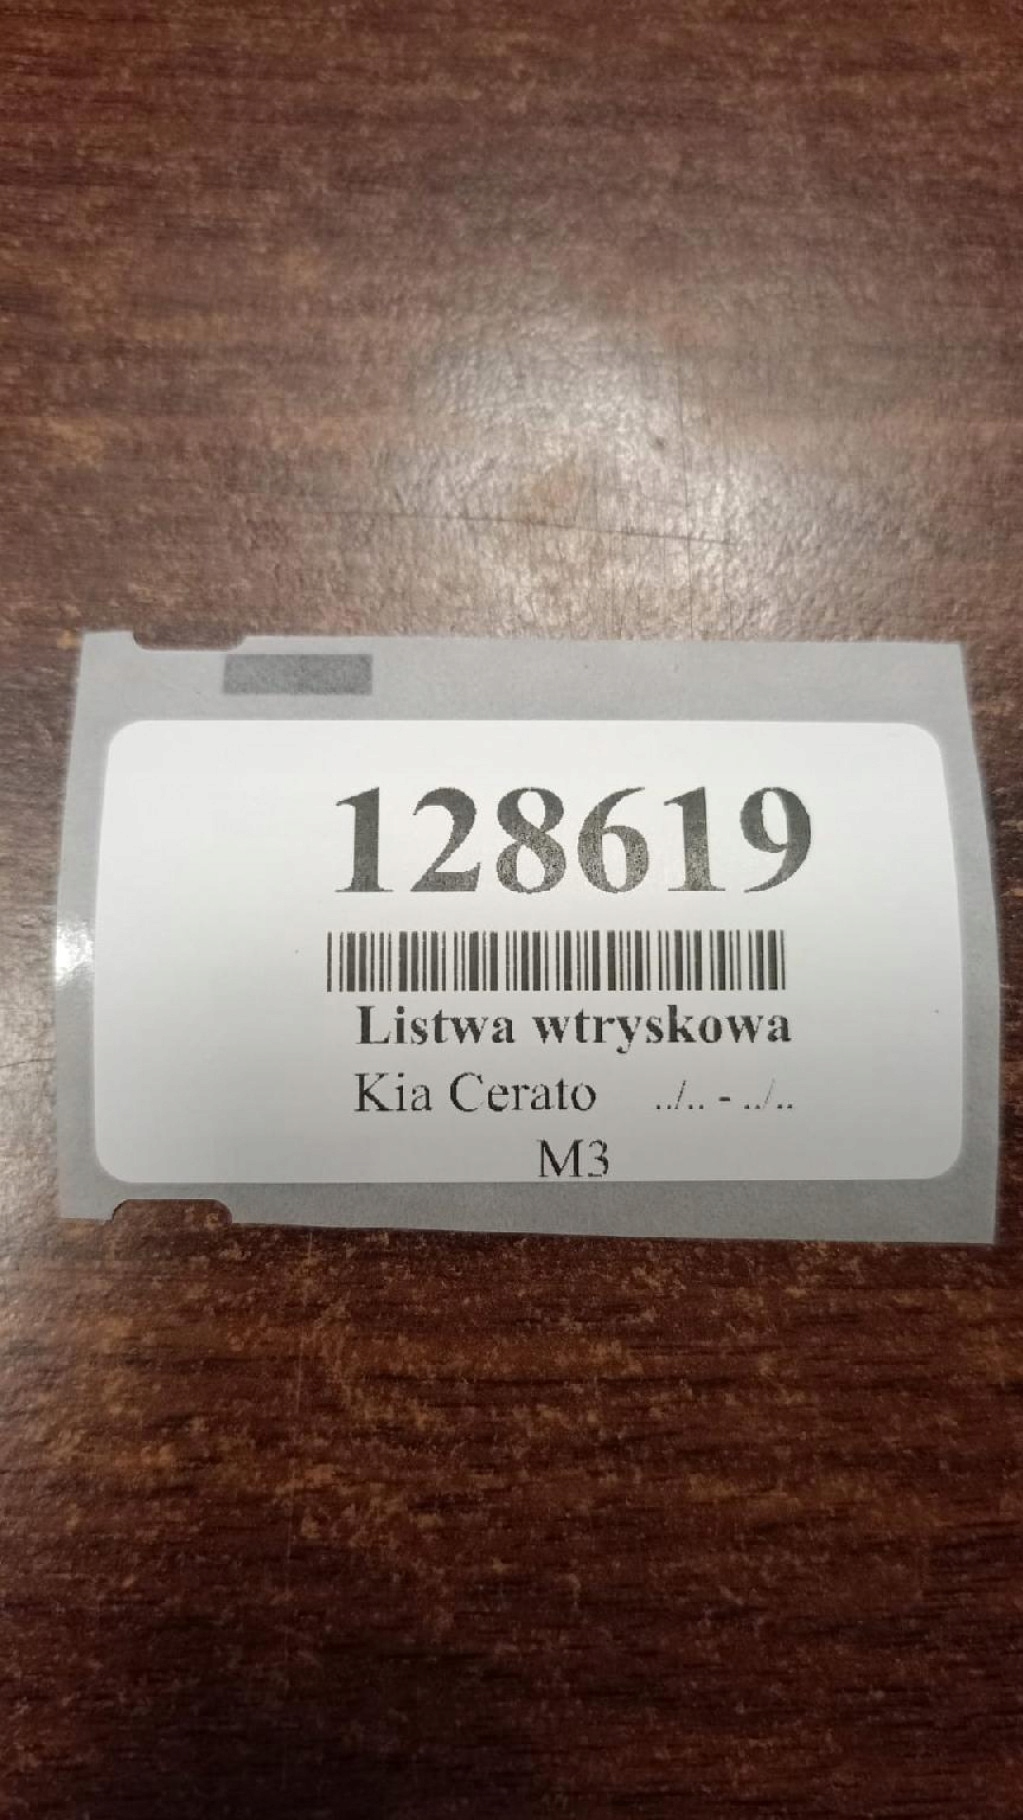 128619
Listwa wtryskowa
Kia Cerato ../.. - ../..
M3